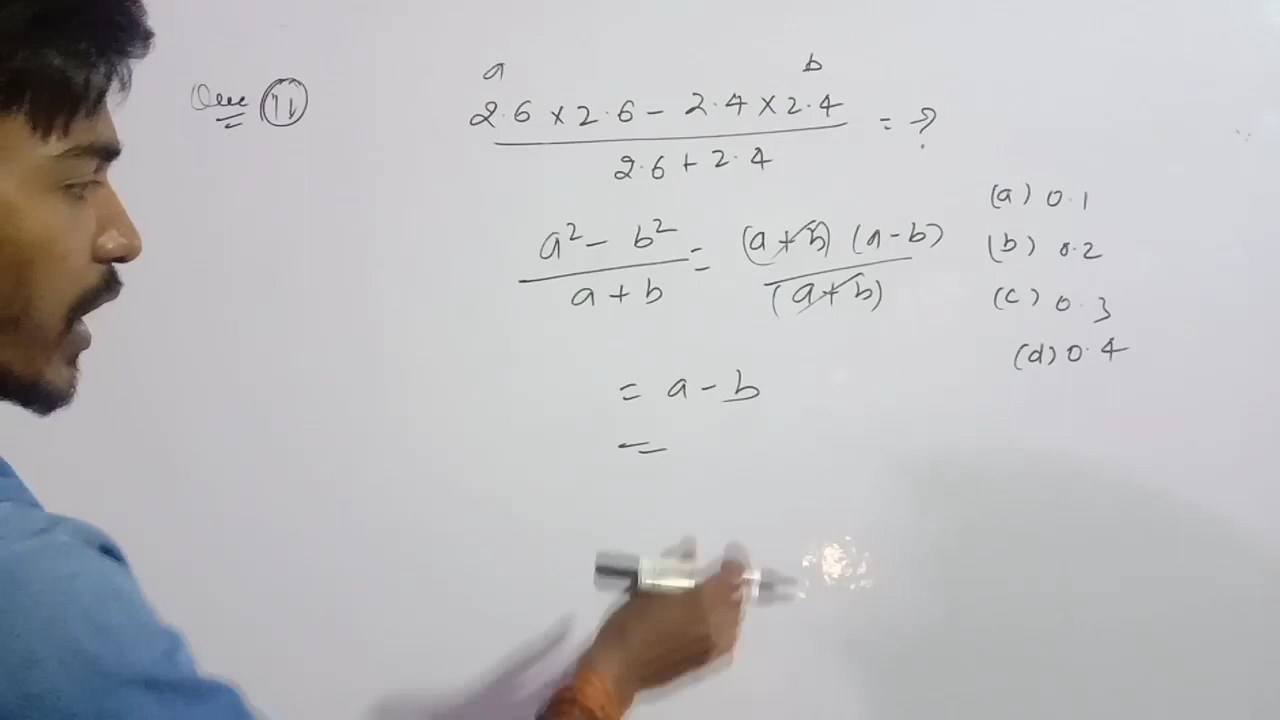 Que 11
a b
2.6 × 2.6 - 2.4 × 2.4 = ?
2.6 + 2.4
a² - b² = (a + b) (a - b)
a + b (a + b)
= a - b
=
(a) 0.1
(b) 0.2
(c) 0.3
(d) 0.4